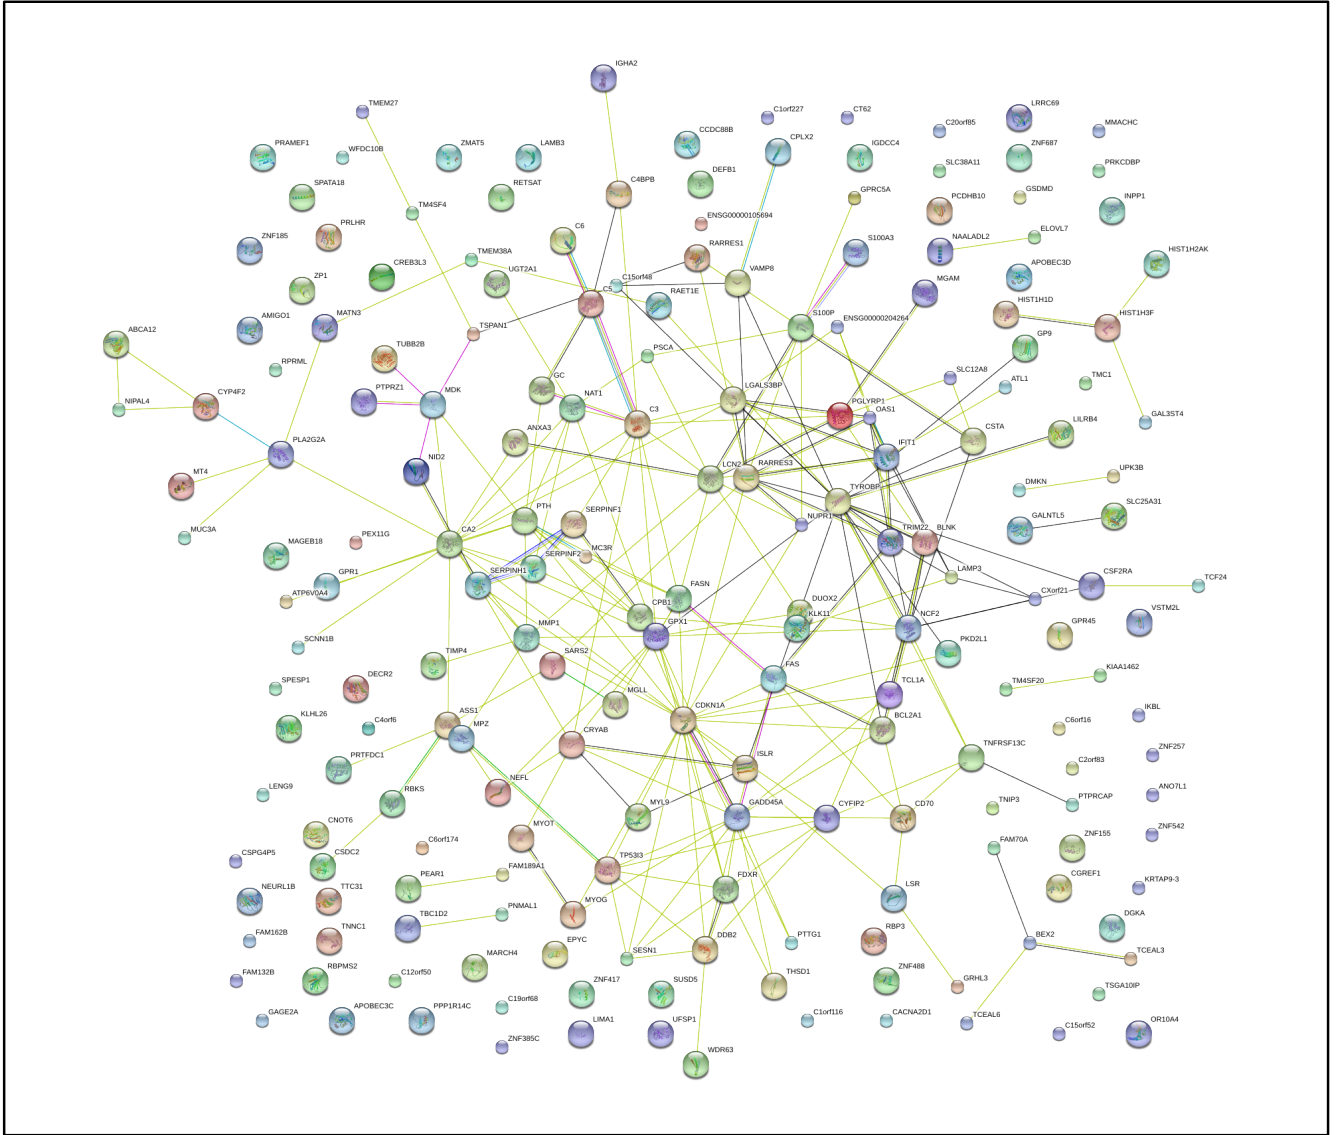 IGHA2
TMEM27
C1orf227
CT62
LRRC69
C20orf85
MMACHC
CCDC88B
CPLX2
PRAMEF1
WFDC10B
ZMAT5
LAMB3
IGDCC4
ZNF687
SLC38A11
PRKCDBP
SPATA18
RETSAT
C4BPB
DEFB1
GPRC5A
PCDHB10
GSDMD
INPP1
TM4SF4
PRLHR
ENSG00000105694
ZNF185
C6
RARRES1
S100A3
NAALADL2
ELOVL7
HIST1H2AK
TMEM38A
CREB3L3
UGT2A1
C15orf48
VAMP8
APOBEC3D
ZP1
C5
RAET1E
MGAM
HIST1H1D
HIST1H3F
AMIGO1
MATN3
S100P
ENSG00000204264
GP9
ABCA12
TSPAN1
TUBB2B
PSCA
RPRML
SLC12A8
TMC1
CYP4F2
PTPRZ1
MDK
GC
NAT1
LGALS3BP
ATL1
NIPAL4
C3
PGLYRP1
OAS1
GAL3ST4
PLA2G2A
ANXA3
CSTA
LILRB4
NID2
LCN2
RARRES3
IFIT1
MT4
UPK3B
DMKN
TYROBP
PTH
SERPINF1
NUPR1
GALNTL5
SLC25A31
MUC3A
CA2
TRIM22
BLNK
MAGEB18
PEX11G
MC3R
SERPINF2
GPR1
SERPINH1
LAMP3
CSF2RA
TCF24
ATP6V0A4
FASN
CXorf21
CPB1
DUOX2
KLK11
NCF2
VSTM2L
SCNN1B
MMP1
GPX1
GPR45
TIMP4
SARS2
PKD2L1
SPESP1
DECR2
FAS
TM4SF20
KIAA1462
MGLL
TCL1A
KLHL26
C4orf6
ASS1
CDKN1A
BCL2A1
IKBL
MPZ
CRYAB
C6orf16
PRTFDC1
ISLR
TNFRSF13C
ZNF257
C2orf83
LENG9
RBKS
NEFL
ANO7L1
MYL9
GADD45A
CYFIP2
CD70
TNIP3
PTPRCAP
CNOT6
MYOT
ZNF542
C6orf174
FAM70A
ZNF155
CSPG4P5
CSDC2
TP53I3
PEAR1
FAM189A1
FDXR
CGREF1
KRTAP9-3
NEURL1B
TTC31
LSR
TBC1D2
PNMAL1
MYOG
DGKA
FAM162B
TNNC1
EPYC
DDB2
PTTG1
RBP3
BEX2
SESN1
TCEAL3
MARCH4
FAM132B
RBPMS2
C12orf50
ZNF417
SUSD5
THSD1
ZNF488
GRHL3
TSGA10IP
C19orf68
GAGE2A
APOBEC3C
PPP1R14C
LIMA1
UFSP1
C1orf116
CACNA2D1
TCEAL6
C15orf52
OR10A4
ZNF385C
WDR63